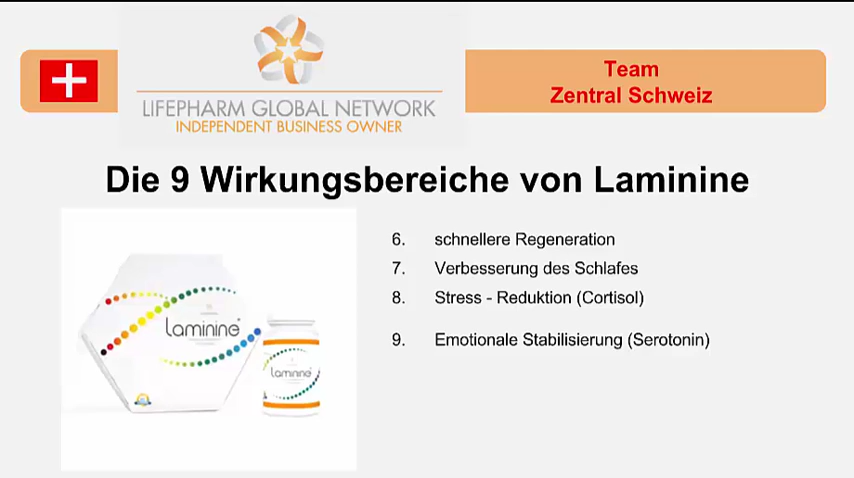 LIFEPHARM GLOBAL NETWORK
INDEPENDENT BUSINESS OWNER
Team
Zentral Schweiz
Die 9 Wirkungsbereiche von Laminine
6. schnellere Regeneration
7. Verbesserung des Schlafes
8. Stress - Reduktion (Cortisol)
9. Emotionale Stabilisierung (Serotonin)
Laminine
Laminine